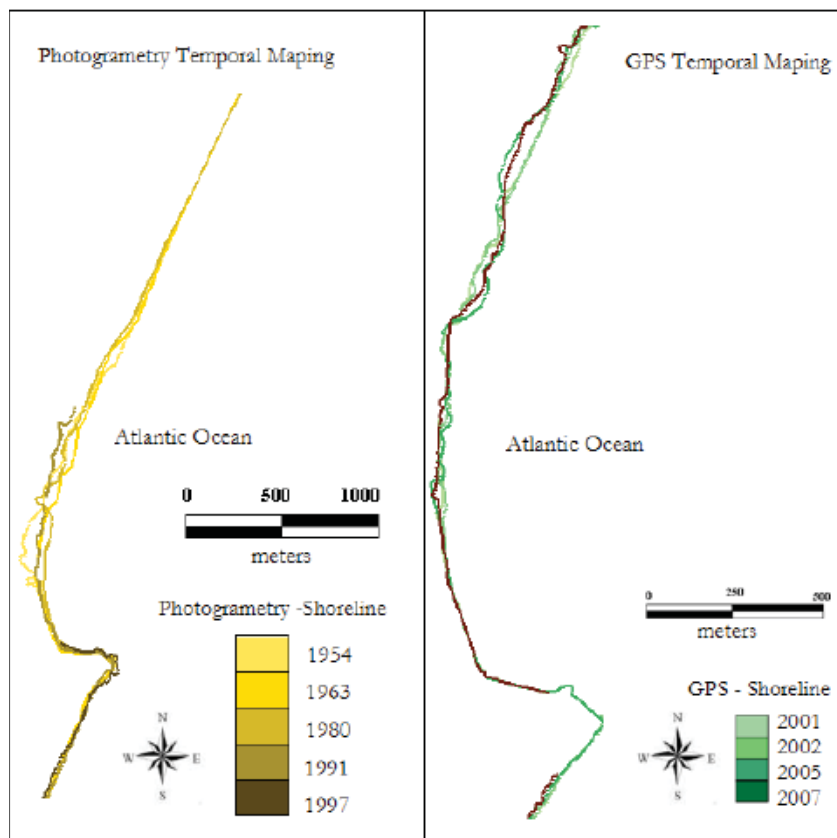 Photogrametry Temporal Maping
Atlantic Ocean
0 500 1000
meters
Photogrametry -Shoreline
1954
1963
1980
1991
1997
N
W E
S
GPS Temporal Maping
Atlantic Ocean
0 250 500
meters
GPS - Shoreline
2001
2002
2005
2007
N
W E
S